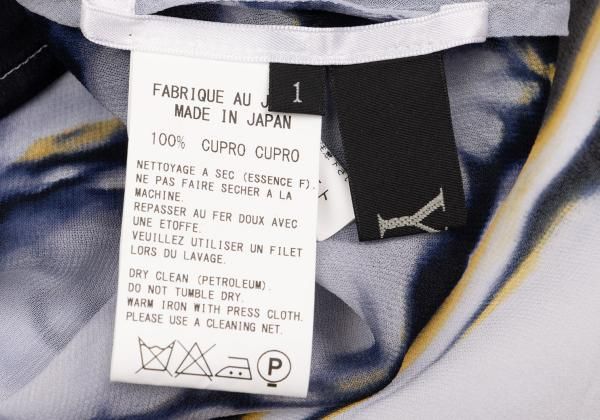 1
FABRIQUE AU
MADE IN JAPAN
100% CUPRO CUPRO
NETTOYAGE A SEC (ESSENCE F).
NE PAS FAIRE SECHER A LA
MACHINE.
REPASSER AU FER DOUX AVEC
UNE ETOFFE.
VEUILLEZ UTILISER UN FILET
LORS DU LAVAGE.
DRY CLEAN (PETROLEUM).
DO NOT TUMBLE DRY.
WARM IRON WITH PRESS CLOTH.
PLEASE USE A CLEANING NET.
P
Y